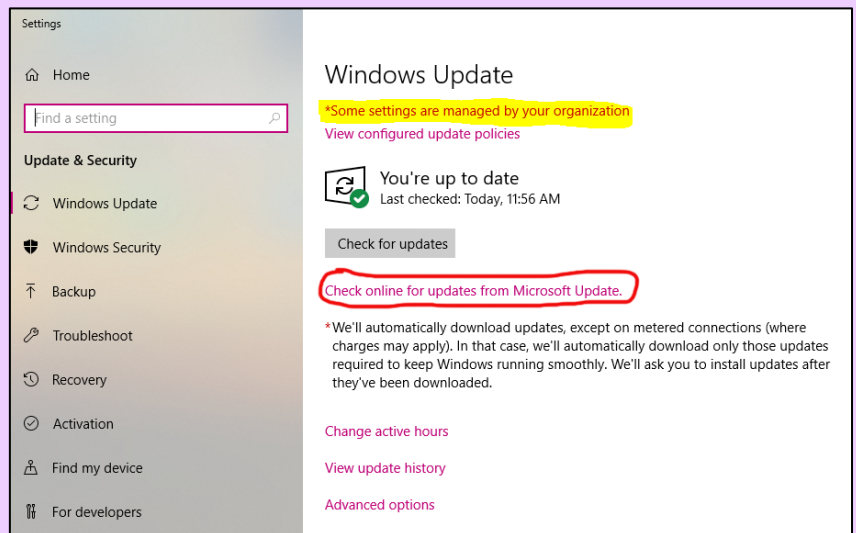 Settings
Home
Find a setting
Update & Security
Windows Update
Windows Security
Backup
Troubleshoot
Recovery
Activation
Find my device
For developers
Windows Update
*Some settings are managed by your organization
View configured update policies
You're up to date
Last checked: Today, 11:56 AM
Check for updates
Check online for updates from Microsoft Update.
*We'll automatically download updates, except on metered connections (where
charges may apply). In that case, we'll automatically download only those updates
required to keep Windows running smoothly. We'll ask you to install updates after
they've been downloaded.
Change active hours
View update history
Advanced options